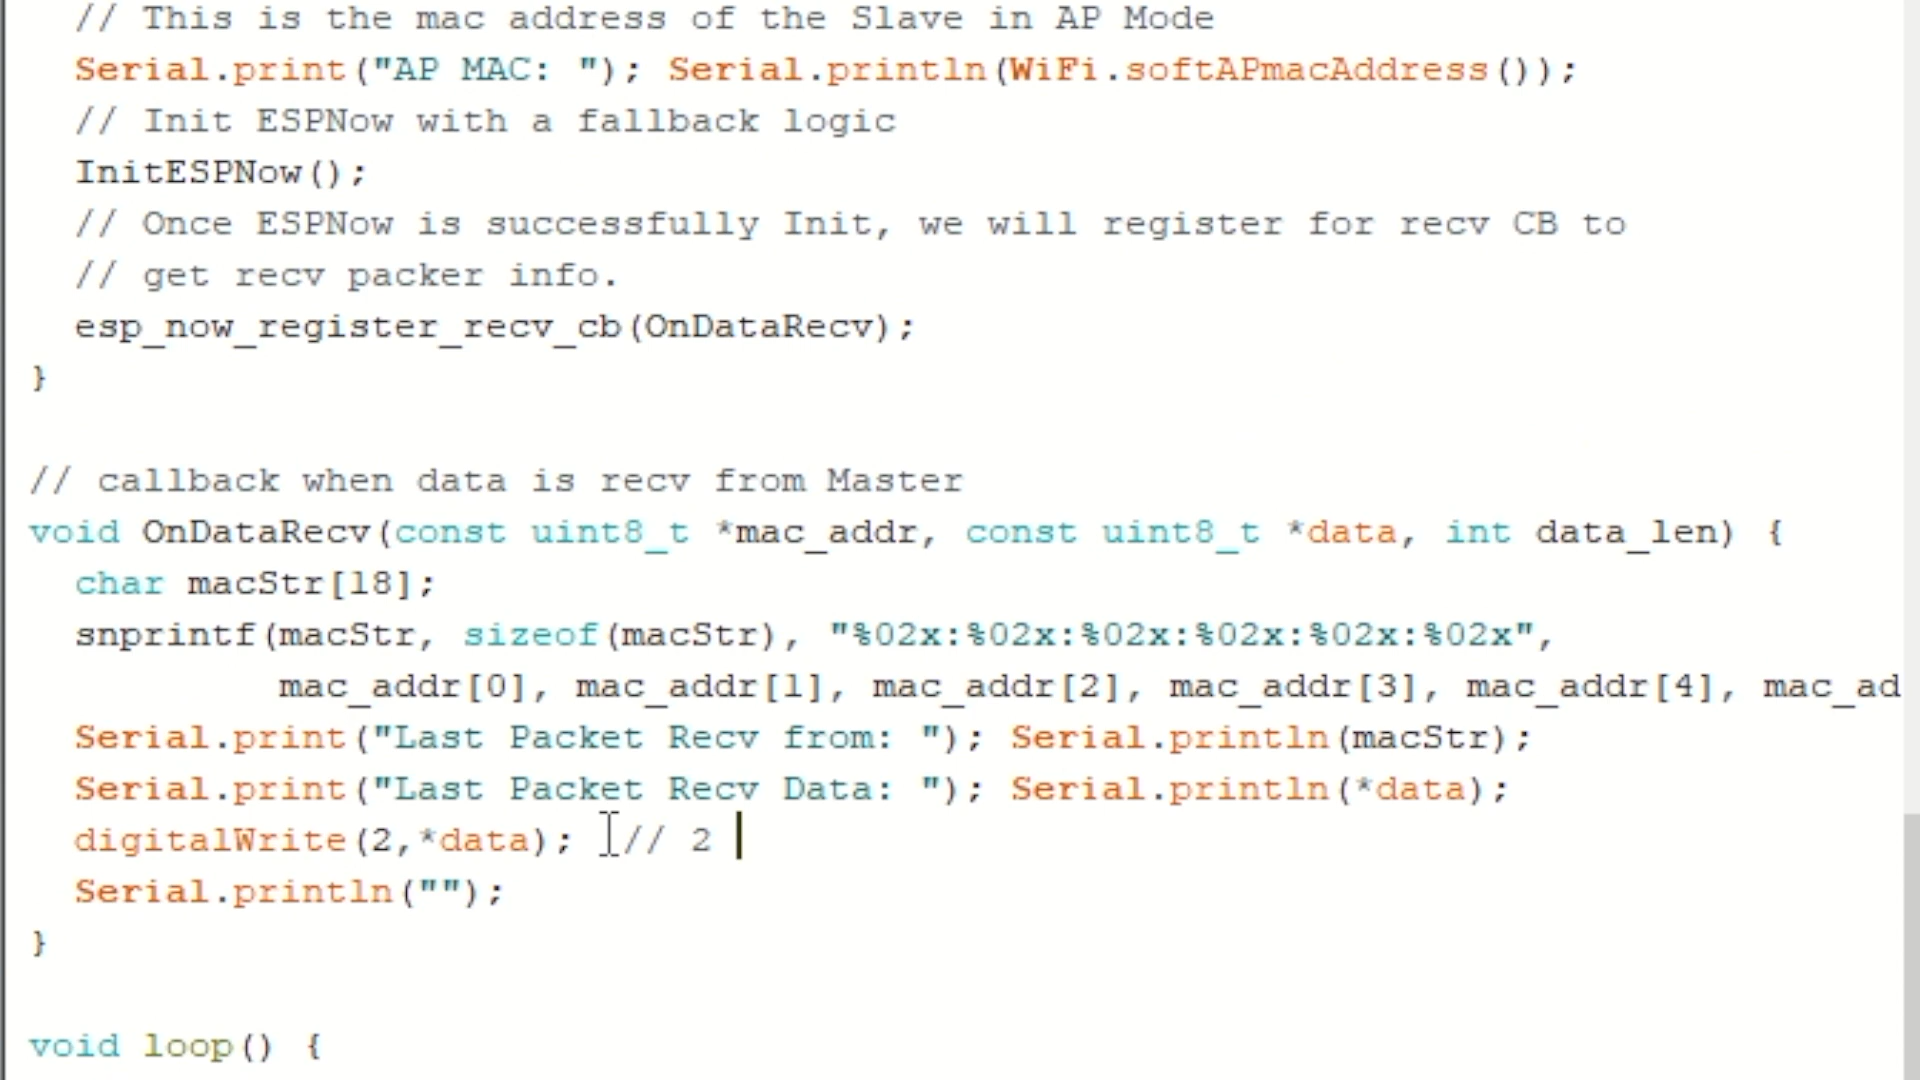 // This is the mac address of the Slave in AP Mode
Serial.print("AP MAC: "); Serial.println(WiFi.softAPmacAddress());
// Init ESPNow with a fallback logic
InitESPNow();
// Once ESPNow is successfully Init, we will register for recv CB to
// get recv packer info.
esp_now_register_recv_cb(OnDataRecv);
}
// callback when data is recv from Master
void OnDataRecv(const uint8_t *mac_addr, const uint8_t *data, int data_len) {
char macStr[18];
snprintf(macStr, sizeof(macStr), "%02x:%02x:%02x:%02x:%02x:%02x",
mac_addr[0], mac_addr[1], mac_addr[2], mac_addr[3], mac_addr[4], mac_ad
Serial.print("Last Packet Recv from: "); Serial.println(macStr);
Serial.print("Last Packet Recv Data: "); Serial.println(*data);
digitalWrite(2,*data); // 2
Serial.println("");
}
void loop() {